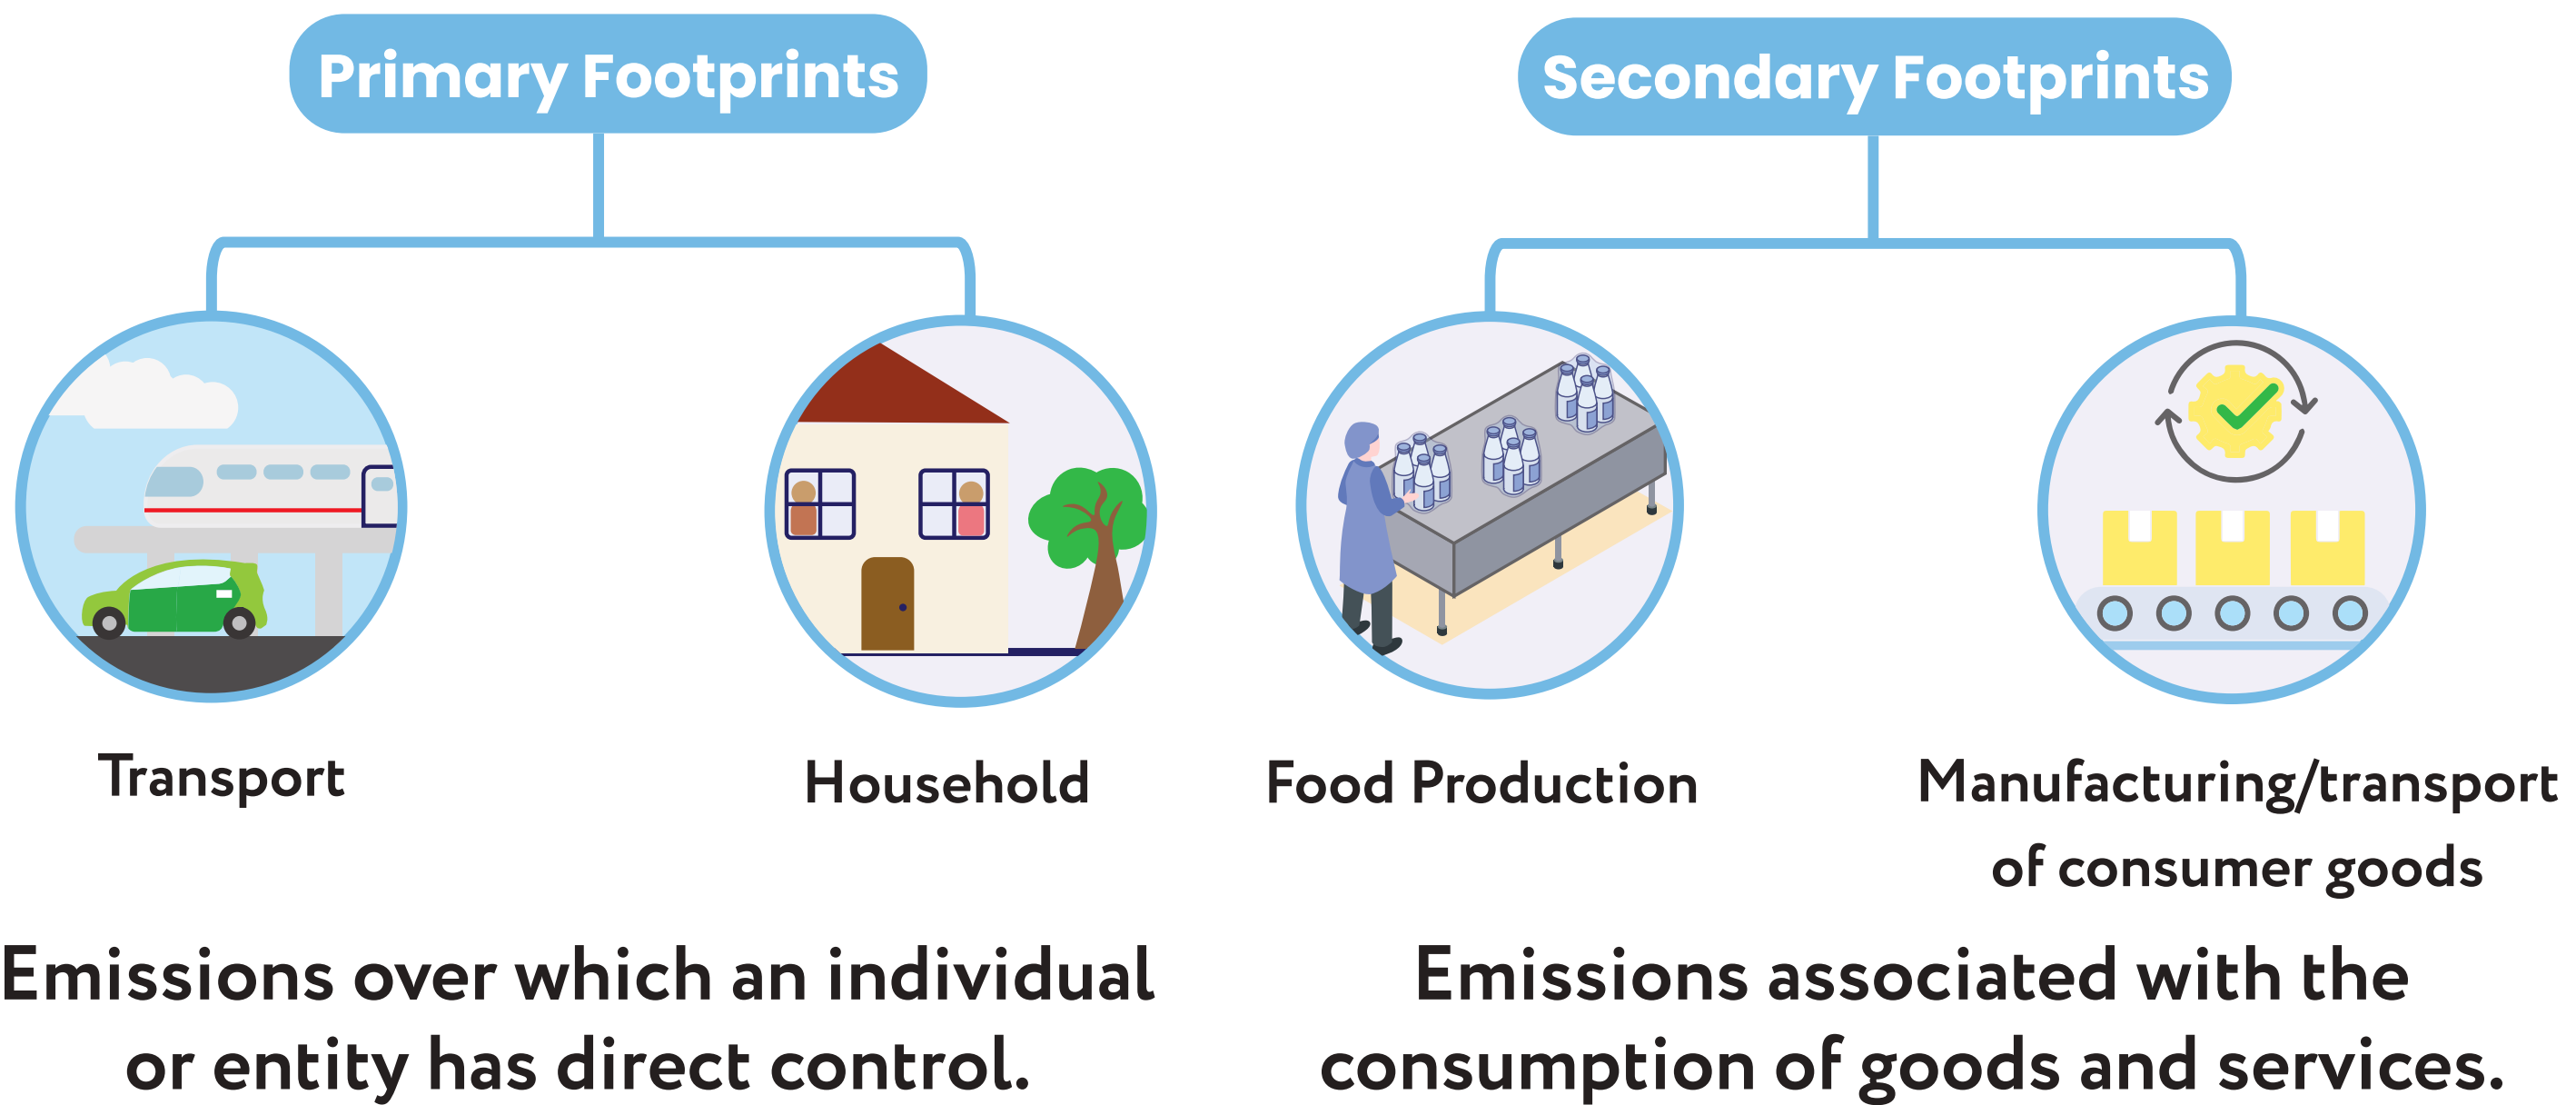 Primary Footprints
Transport
Household
Emissions over which an individual
or entity has direct control.
Secondary Footprints
Food Production
Manufacturing/transport
of consumer goods
Emissions associated with the
consumption of goods and services.